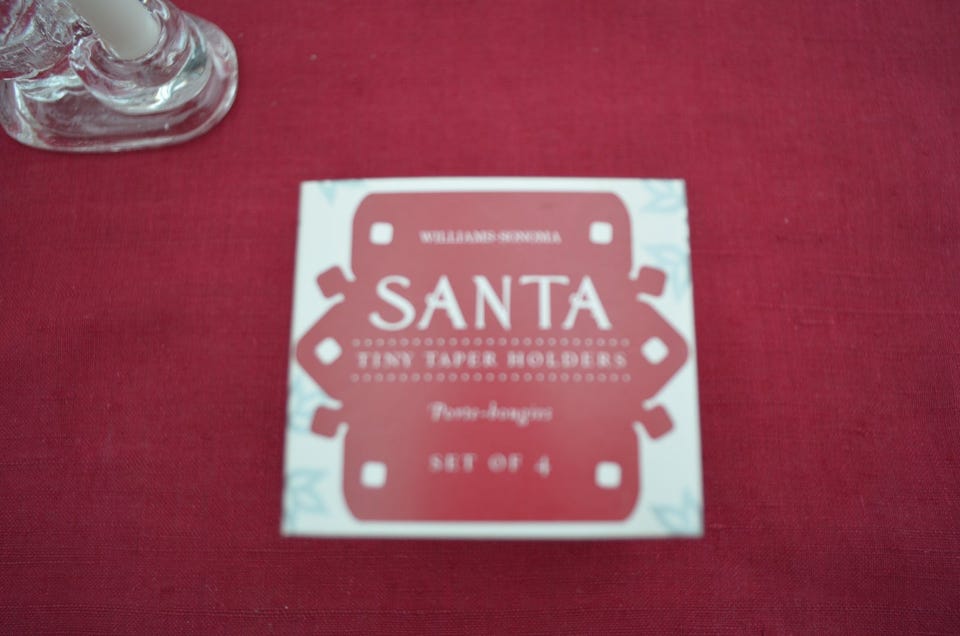 WILLIAMS-SONOMA
SANTA
TINY TAPER HOLDERS
Porte-bougies
SET OF 4